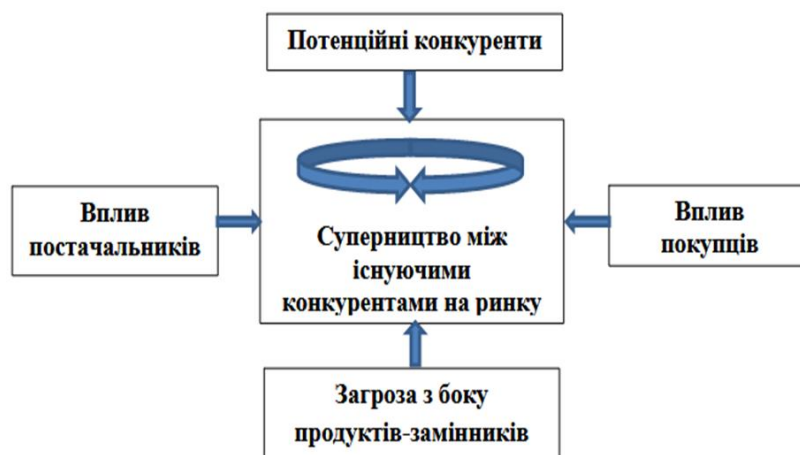 Потенційні конкуренти
Вплив
постачальників
Суперництво між
існуючими
конкурентами на ринку
Вплив
покупців
Загроза з боку
продуктів-замінників